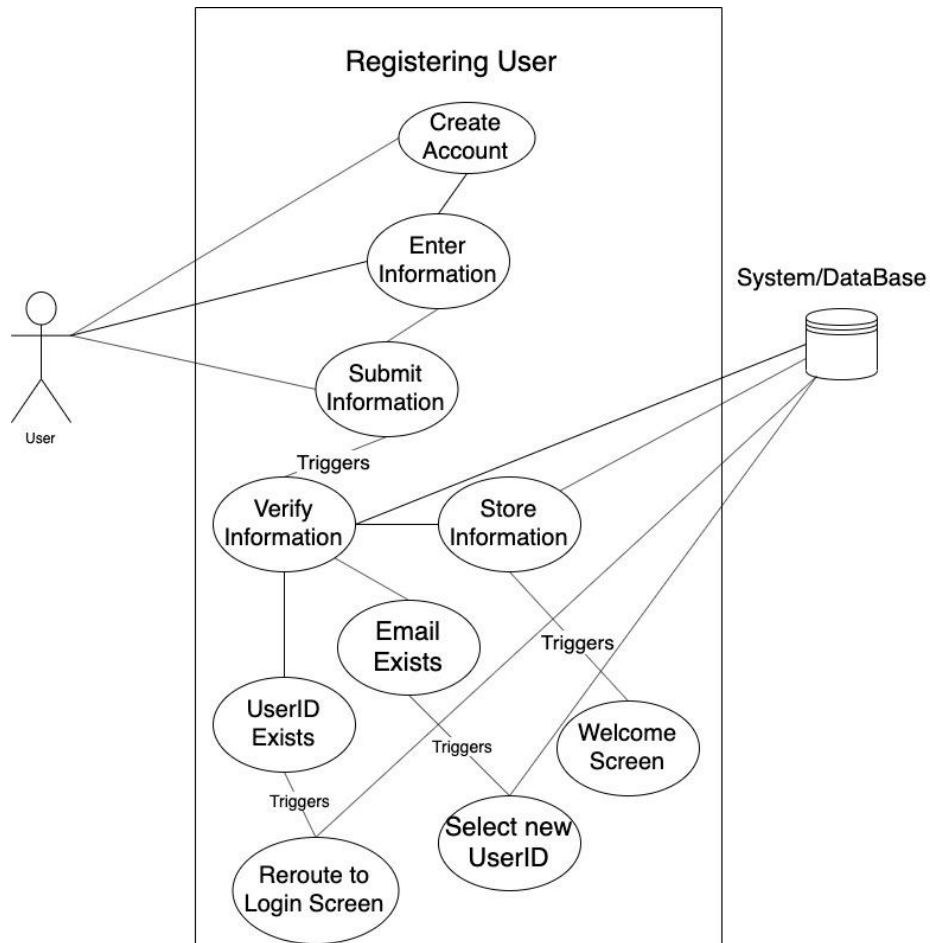 Registering User
Create
Account
Enter
Information
System/DataBase
Submit
Information
User
Triggers
Verify
Information
Store
Information
Email
Exists
Triggers
UserID
Exists
Welcome
Screen
Triggers
Triggers
Select new
UserID
Reroute to
Login Screen